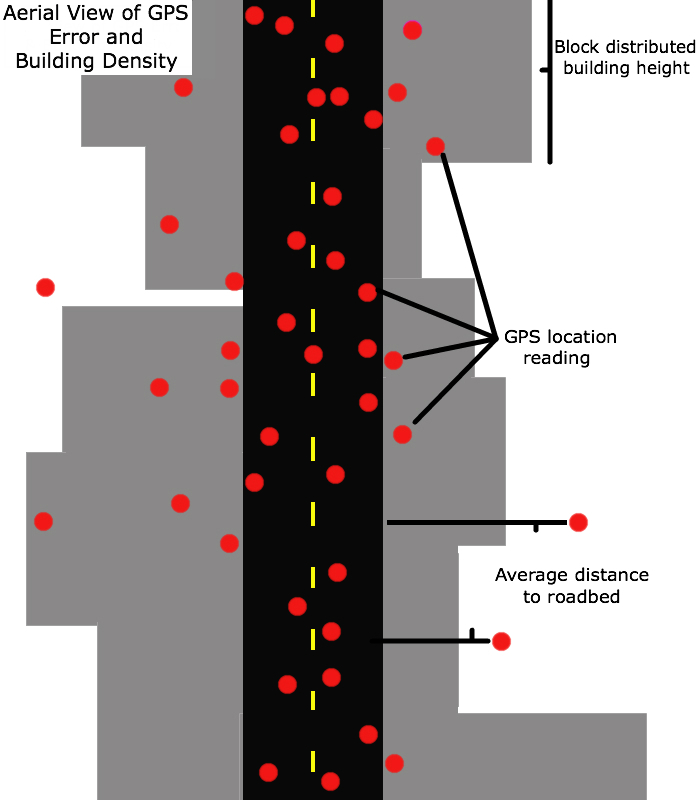 Aerial View of GPS
Error and
Building Density
Block distributed
building height
GPS location
reading
Average distance
to roadbed